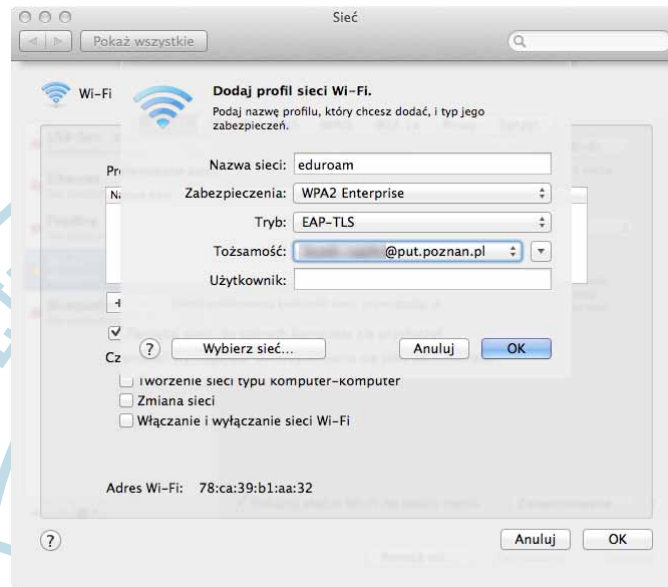 Sieć
Pokaż wszystkie
Wi-Fi
Dodaj profil sieci Wi-Fi.
Podaj nazwę profilu, który chcesz dodać, i typ jego
zabezpieczeń.
Nazwa sieci: eduroam
Zabezpieczenia: WPA2 Enterprise
Tryb: EAP-TLS
Tożsamość: @put.poznan.pl
Użytkownik:
? Wybierz sieć... Anuluj OK
Tworzenie sieci typu komputer-komputer
Zmiana sieci
Włączanie i wyłączanie sieci Wi-Fi
Adres Wi-Fi: 78:ca:39:b1:aa:32
? Anuluj OK